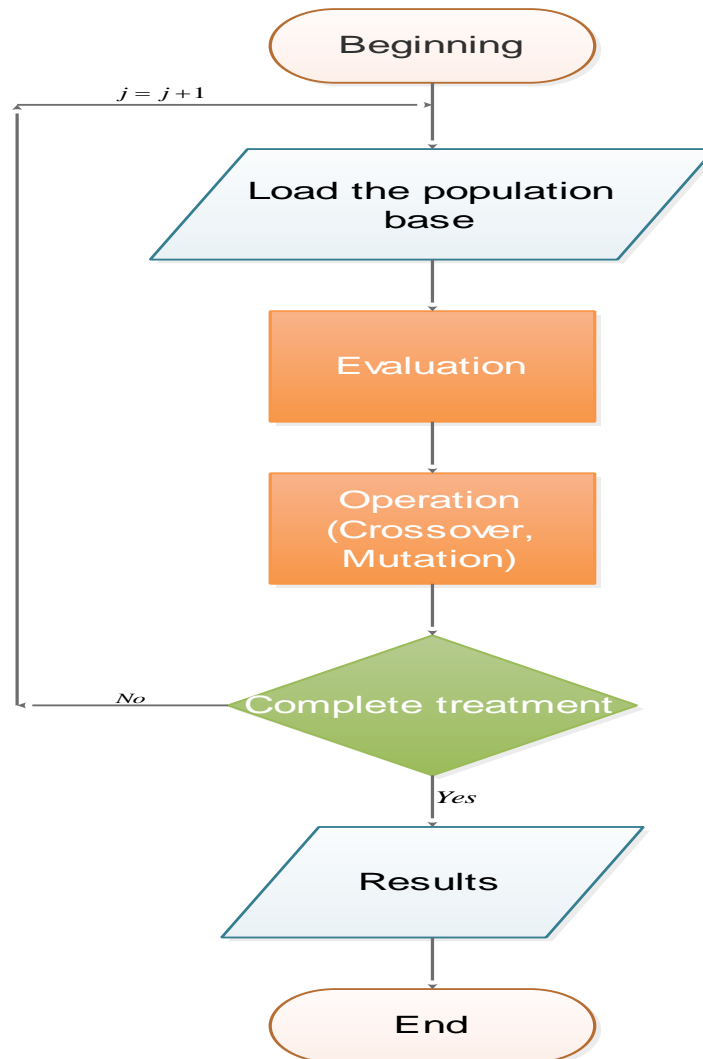 Beginning
j = j+1
Load the population
base
Evaluation
Operation
(Crossover,
Mutation)
Complete treatment
No
Yes
Results
End